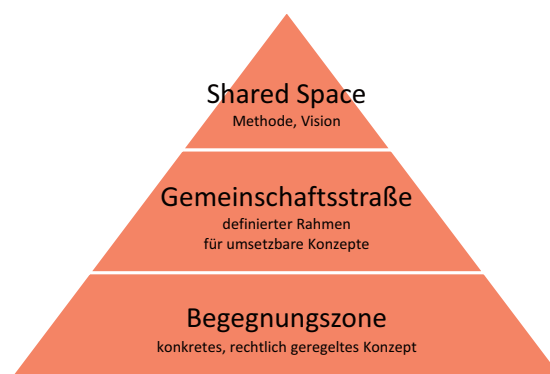 Shared Space
Methode, Vision
Gemeinschaftsstraße
definierter Rahmen
für umsetzbare Konzepte
Begegnungszone
konkretes, rechtlich geregeltes Konzept